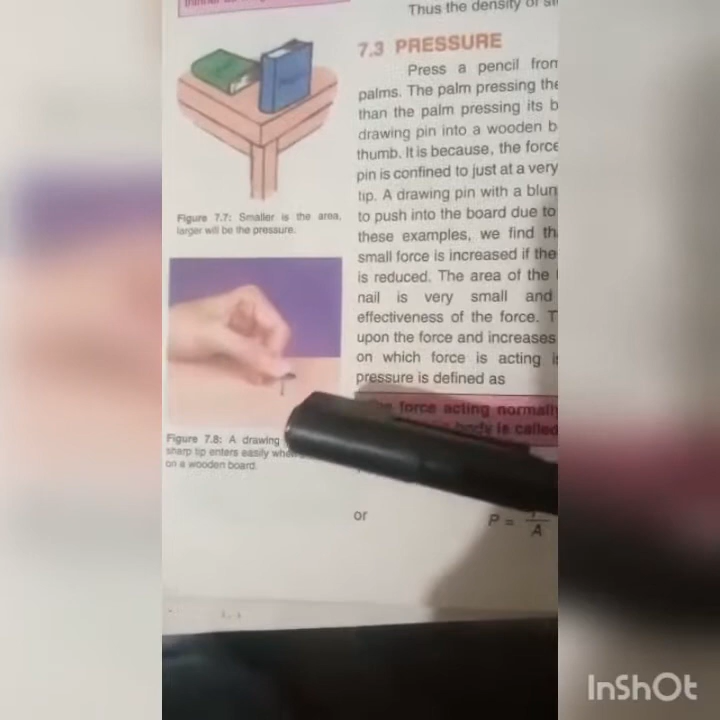 Thus the density of
7.3 PRESSURE
Press a pencil from
palms. The palm pressing the
than the palm pressing its b
drawing pin into a wooden b
thumb. It is because, the force
pin is confined to just at a very
tip. A drawing pin with a blun
to push into the board due to
these examples, we find tha
small force is increased if the
is reduced. The area of the
nail is very small and
effectiveness of the force. T
upon the force and increases
on which force is acting i
pressure is defined as
force acting normally
body is called
or
P = F/A
Figure 7.7: Smaller is the area,
larger will be the pressure.
Figure 7.8: A drawing
sharp tip enters easily when
on a wooden board.
InShOt